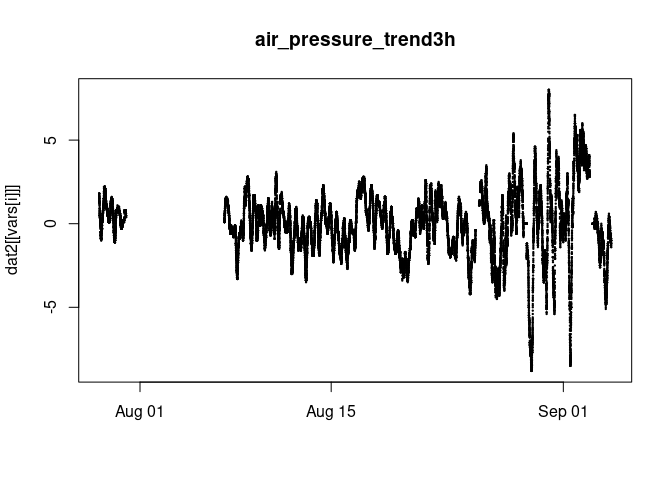 air_pressure_trend3h
dat2[[vars[i]]]
5
0
-5
Aug 01
Aug 15
Sep 01